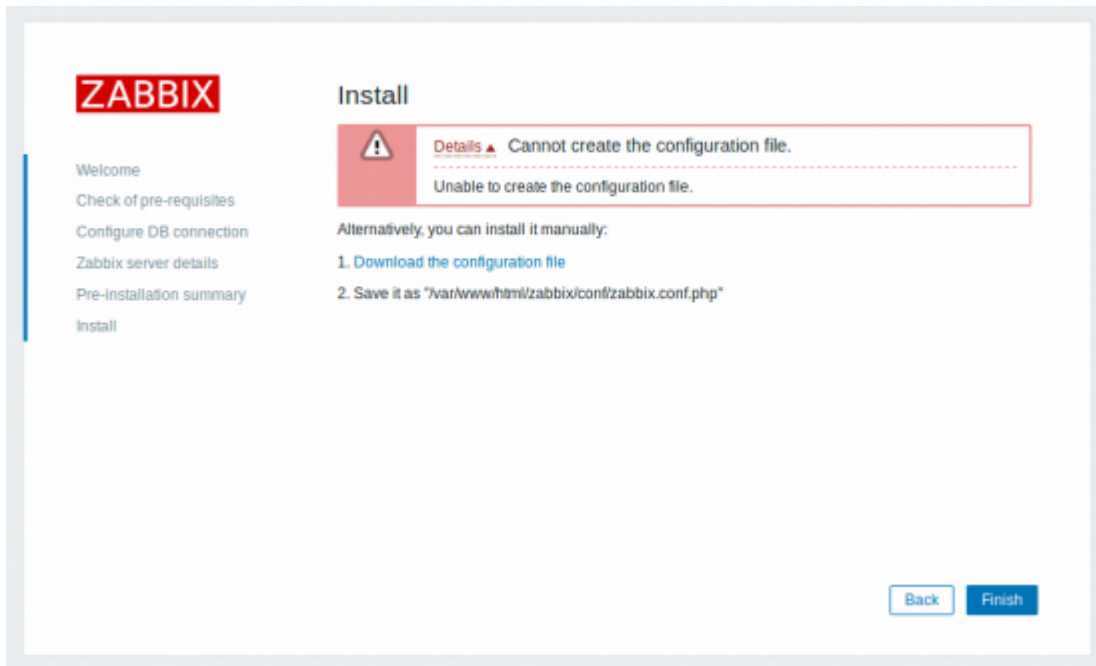 ZABBIX
Welcome
Check of pre-requisites
Configure DB connection
Zabbix server details
Pre-installation summary
Install
Install
Details Cannot create the configuration file.
Unable to create the configuration file.
Alternatively, you can install it manually:
1. Download the configuration file
2. Save it as "/var/www/html/zabbix/conf/zabbix.conf.php"
Back Finish